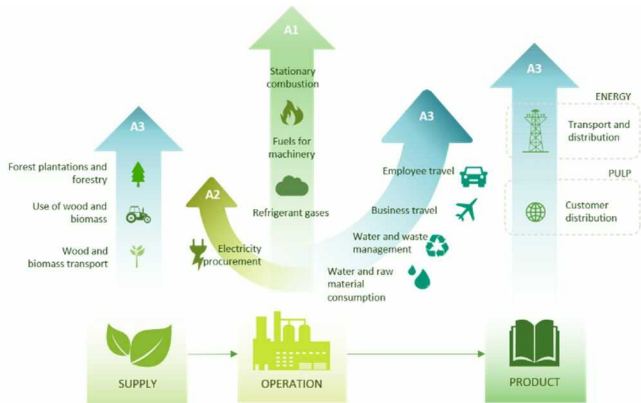 A1
Stationary
combustion
Fuels for
machinery
Refrigerant gases
A3
Forest plantations and
forestry
Use of wood and
biomass
Wood and
biomass transport
A2
Electricity
procurement
A3
Employee travel
Business travel
Water and waste
management
Water and raw
material
consumption
A3
ENERGY
Transport and
distribution
PULP
Customer
distribution
SUPPLY
OPERATION
PRODUCT